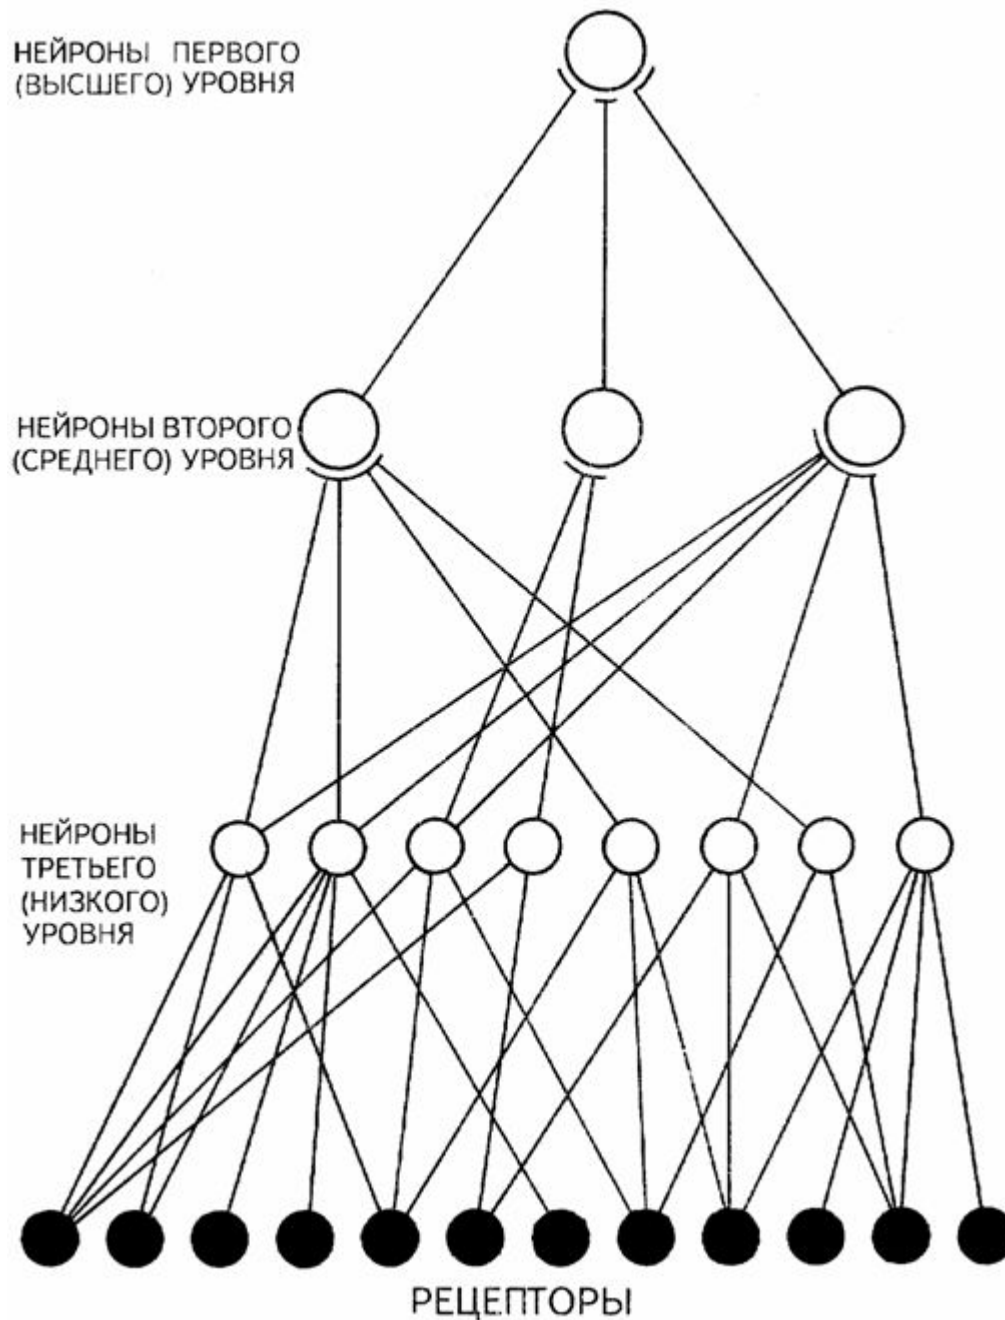 НЕЙРОНЫ ПЕРВОГО
(ВЫСШЕГО) УРОВНЯ
НЕЙРОНЫ ВТОРОГО
(СРЕДНЕГО) УРОВНЯ
НЕЙРОНЫ
ТРЕТЬЕГО
(НИЗКОГО)
УРОВНЯ
РЕЦЕПТОРЫ